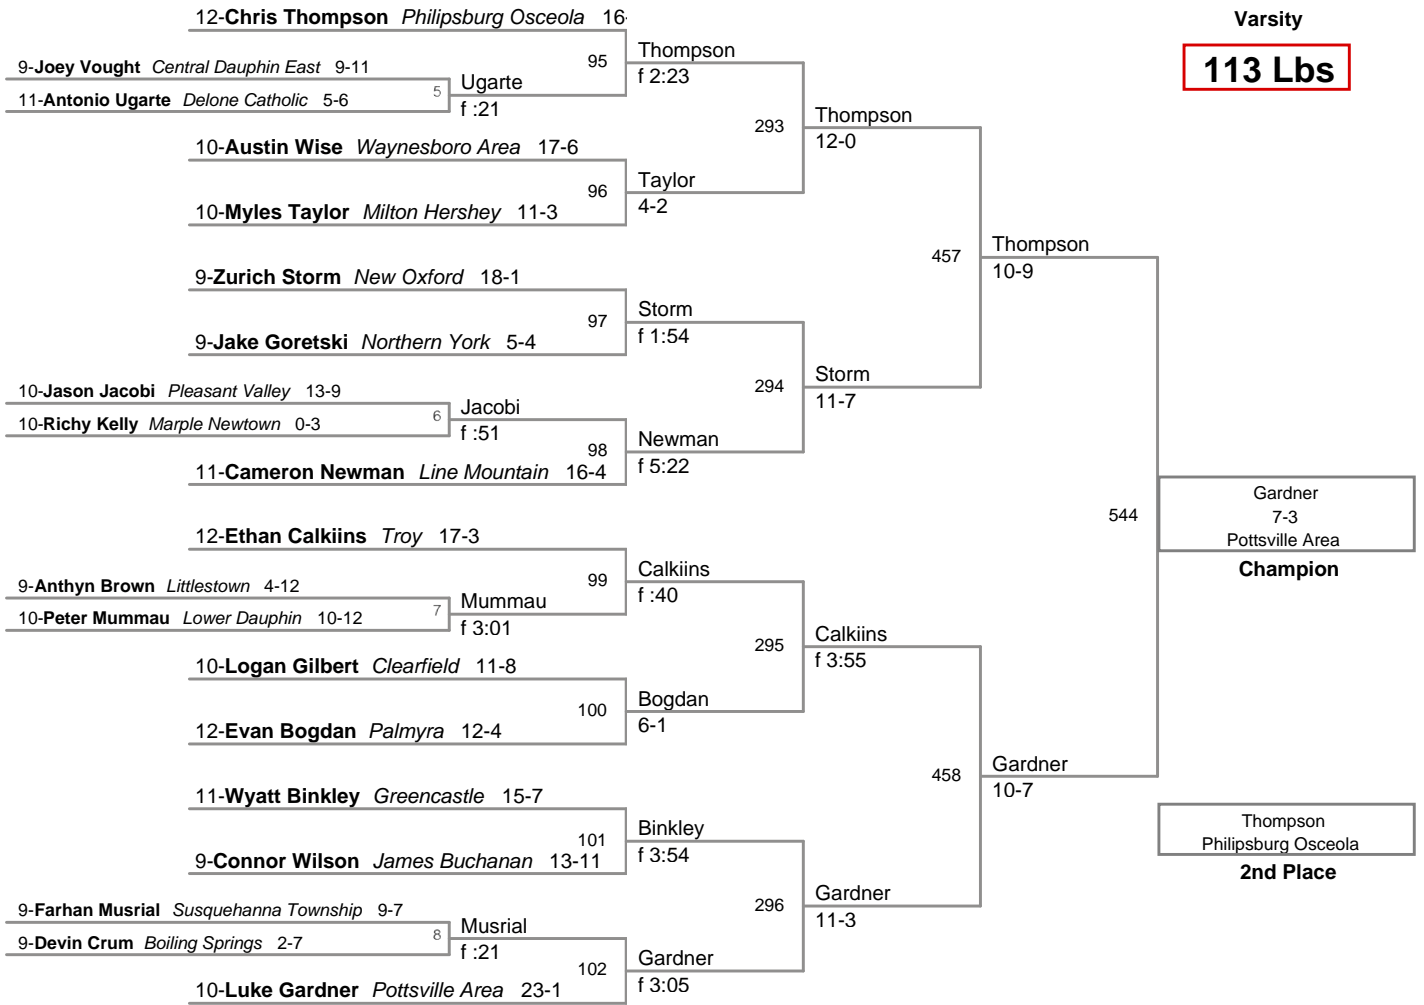 Varsity
113 Lbs
12-Chris Thompson Philipsburg Osceola 16-
9-Joey Vought Central Dauphin East 9-11
5
11-Antonio Ugarte Delone Catholic 5-6
Ugarte
f :21
95
Thompson
f 2:23
10-Austin Wise Waynesboro Area 17-6
96
10-Myles Taylor Milton Hershey 11-3
Taylor
4-2
293
Thompson
12-0
9-Zurich Storm New Oxford 18-1
97
9-Jake Goretski Northern York 5-4
Storm
f 1:54
10-Jason Jacobi Pleasant Valley 13-9
6
10-Richy Kelly Marple Newtown 0-3
Jacobi
f :51
98
11-Cameron Newman Line Mountain 16-4
Newman
f 5:22
294
Storm
11-7
457
Thompson
10-9
12-Ethan Calkiins Troy 17-3
9-Anthyn Brown Littlestown 4-12
7
10-Peter Mummau Lower Dauphin 10-12
Mummau
f 3:01
99
Calkiins
f :40
10-Logan Gilbert Clearfield 11-8
100
12-Evan Bogdan Palmyra 12-4
Bogdan
6-1
295
Calkiins
f 3:55
11-Wyatt Binkley Greencastle 15-7
101
9-Connor Wilson James Buchanan 13-11
Binkley
f 3:54
9-Farhan Musrial Susquehanna Township 9-7
8
9-Devin Crum Boiling Springs 2-7
Musrial
f :21
102
10-Luke Gardner Pottsville Area 23-1
Gardner
f 3:05
296
Gardner
11-3
458
Gardner
10-7
544
Gardner
7-3
Pottsville Area
Champion
Thompson
Philipsburg Osceola
2nd Place